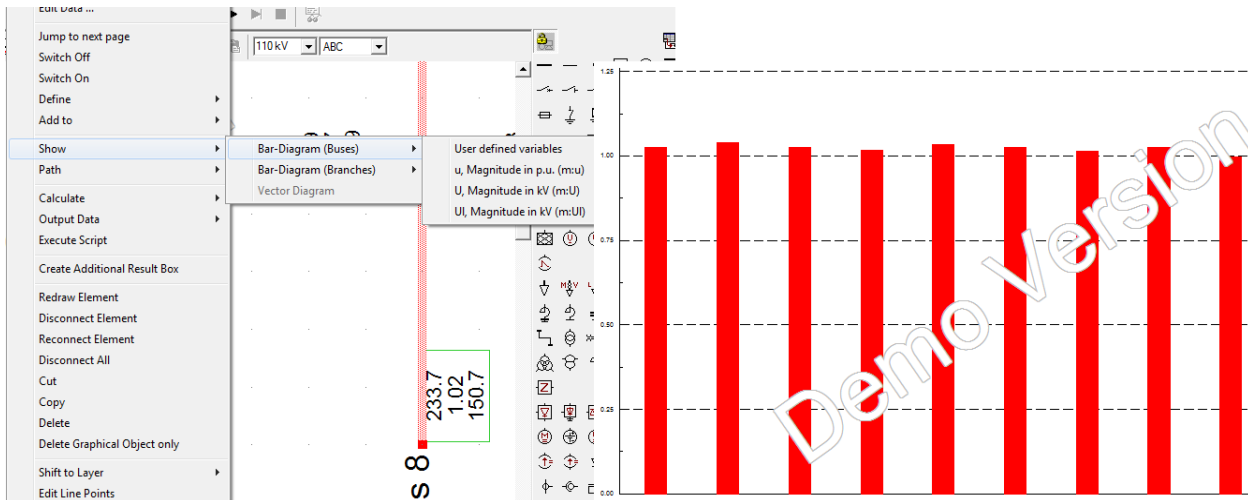 Edit Data ...
Jump to next page
Switch Off
Switch On
Define
Add to
Show
Path
Calculate
Output Data
Execute Script
Create Additional Result Box
Redraw Element
Disconnect Element
Reconnect Element
Disconnect All
Cut
Copy
Delete
Delete Graphical Object only
Shift to Layer
Edit Line Points
110 kV
ABC
Bar-Diagram (Buses)
Bar-Diagram (Branches)
Vector Diagram
User defined variables
u, Magnitude in p.u. (m:u)
U, Magnitude in kV (m:U)
Ul, Magnitude in kV (m:Ul)
233.7
1.02
150.7
s 8
1.25
1.00
0.75
0.50
0.25
0.00
Demo Version